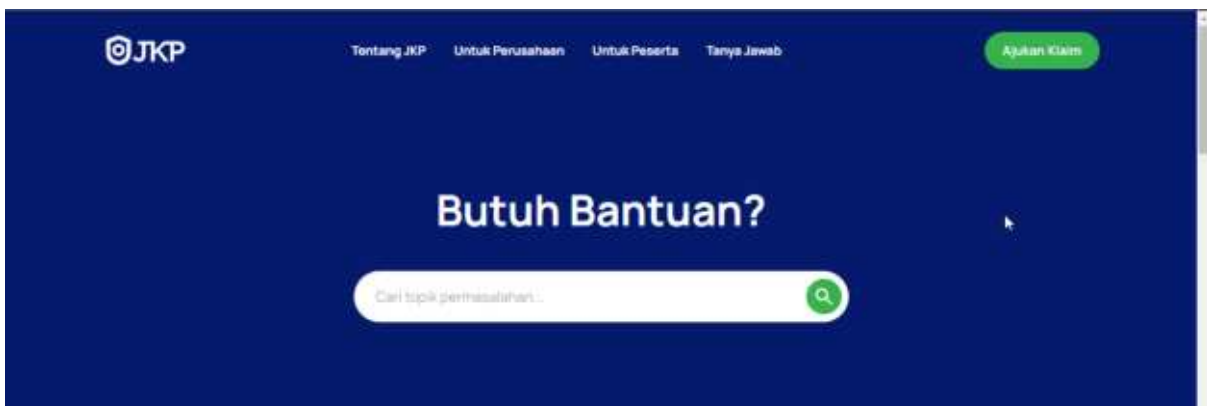 JKP
Tentang JKP Untuk Perusahaan Untuk Peserta Tanya Jawab Ajukan Klaim
Butuh Bantuan?
Cari topik permasalahan...